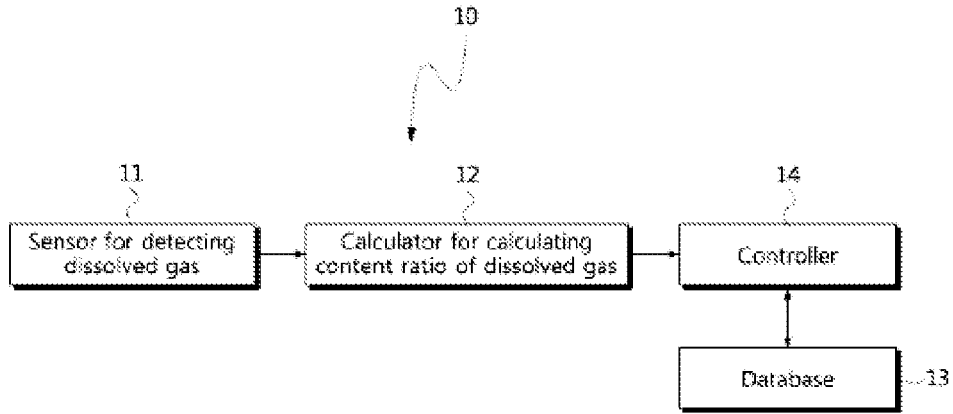 10
11
12
14
Sensor for detecting
dissolved gas
Calculator for calculating
content ratio of dissolved gas
Controller
Database
13